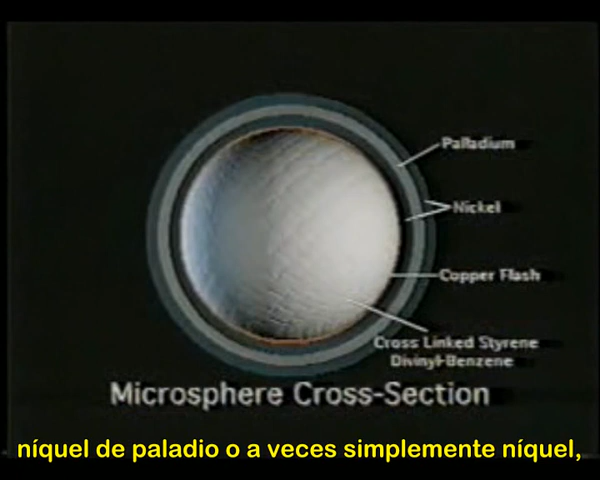 Palladium
Nickel
Copper Flash
Cross Linked Styrene
Divinyl-Benzene
Microsphere Cross-Section
níquel de paladio o a veces simplemente níquel,